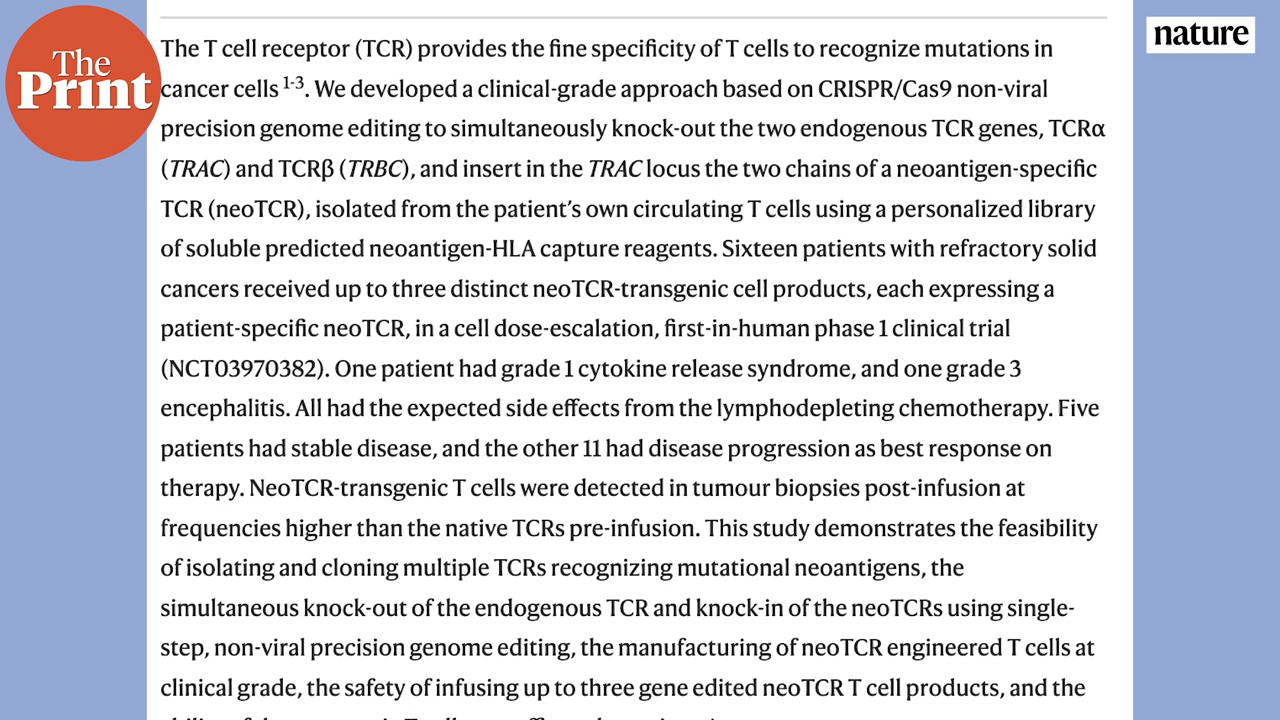 The
Print
nature
The T cell receptor (TCR) provides the fine specificity of T cells to recognize mutations in
cancer cells 1-3. We developed a clinical-grade approach based on CRISPR/Cas9 non-viral
precision genome editing to simultaneously knock-out the two endogenous TCR genes, TCRα
(TRAC) and TCRβ (TRBC), and insert in the TRAC locus the two chains of a neoantigen-specific
TCR (neoTCR), isolated from the patient’s own circulating T cells using a personalized library
of soluble predicted neoantigen-HLA capture reagents. Sixteen patients with refractory solid
cancers received up to three distinct neoTCR-transgenic cell products, each expressing a
patient-specific neoTCR, in a cell dose-escalation, first-in-human phase 1 clinical trial
(NCT03970382). One patient had grade 1 cytokine release syndrome, and one grade 3
encephalitis. All had the expected side effects from the lymphodepleting chemotherapy. Five
patients had stable disease, and the other 11 had disease progression as best response on
therapy. NeoTCR-transgenic T cells were detected in tumour biopsies post-infusion at
frequencies higher than the native TCRs pre-infusion. This study demonstrates the feasibility
of isolating and cloning multiple TCRs recognizing mutational neoantigens, the
simultaneous knock-out of the endogenous TCR and knock-in of the neoTCRs using single-
step, non-viral precision genome editing, the manufacturing of neoTCR engineered T cells at
clinical grade, the safety of infusing up to three gene edited neoTCR T cell products, and the